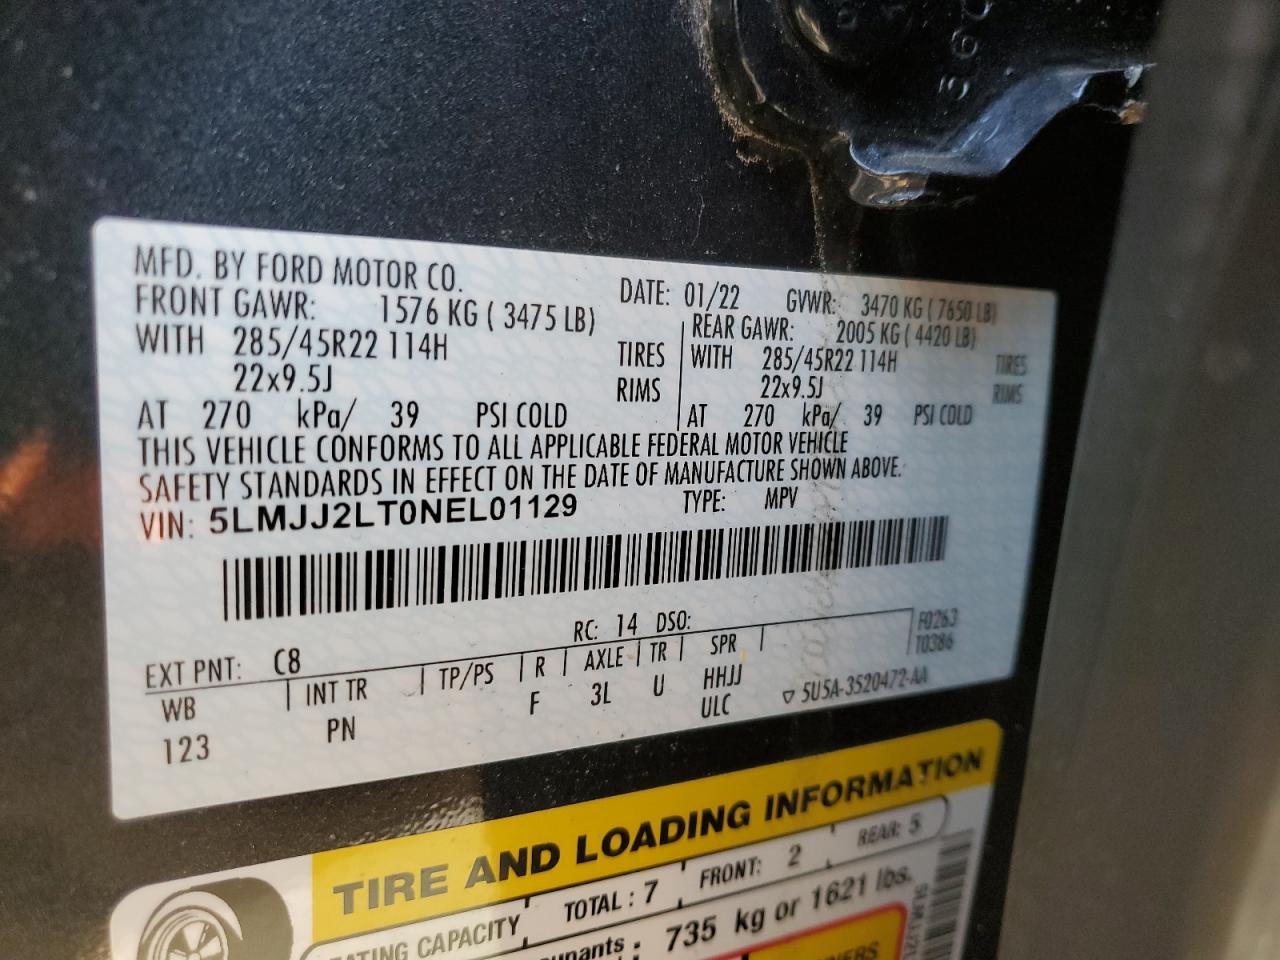 360
MFD. BY FORD MOTOR CO. DATE: 01/22 GVWR: 3470 KG ( 7650 LB)
FRONT GAWR: 1576 KG ( 3475 LB) REAR GAWR: 2005 KG ( 4420 LB)
WITH 285/45R22 114H TIRES WITH 285/45R22 114H TIRES
22x9.5J RIMS 22x9.5J RIMS
AT 270 kPa/ 39 PSI COLD AT 270 kPa/ 39 PSI COLD
THIS VEHICLE CONFORMS TO ALL APPLICABLE FEDERAL MOTOR VEHICLE
SAFETY STANDARDS IN EFFECT ON THE DATE OF MANUFACTURE SHOWN ABOVE.
VIN: 5LMJJ2LT0NEL01129 TYPE: MPV
RC: 14 DSO: F0263
EXT PNT: C8 T0386
WB INT TR TP/PS R AXLE TR SPR
123 PN F 3L U HHJJ
ULC ▽ 5U5A-3520472-AA
TIRE AND LOADING INFORMATION
SEATING CAPACITY TOTAL : 7 FRONT: 2 REAR: 5
735 kg or 1621 lbs.